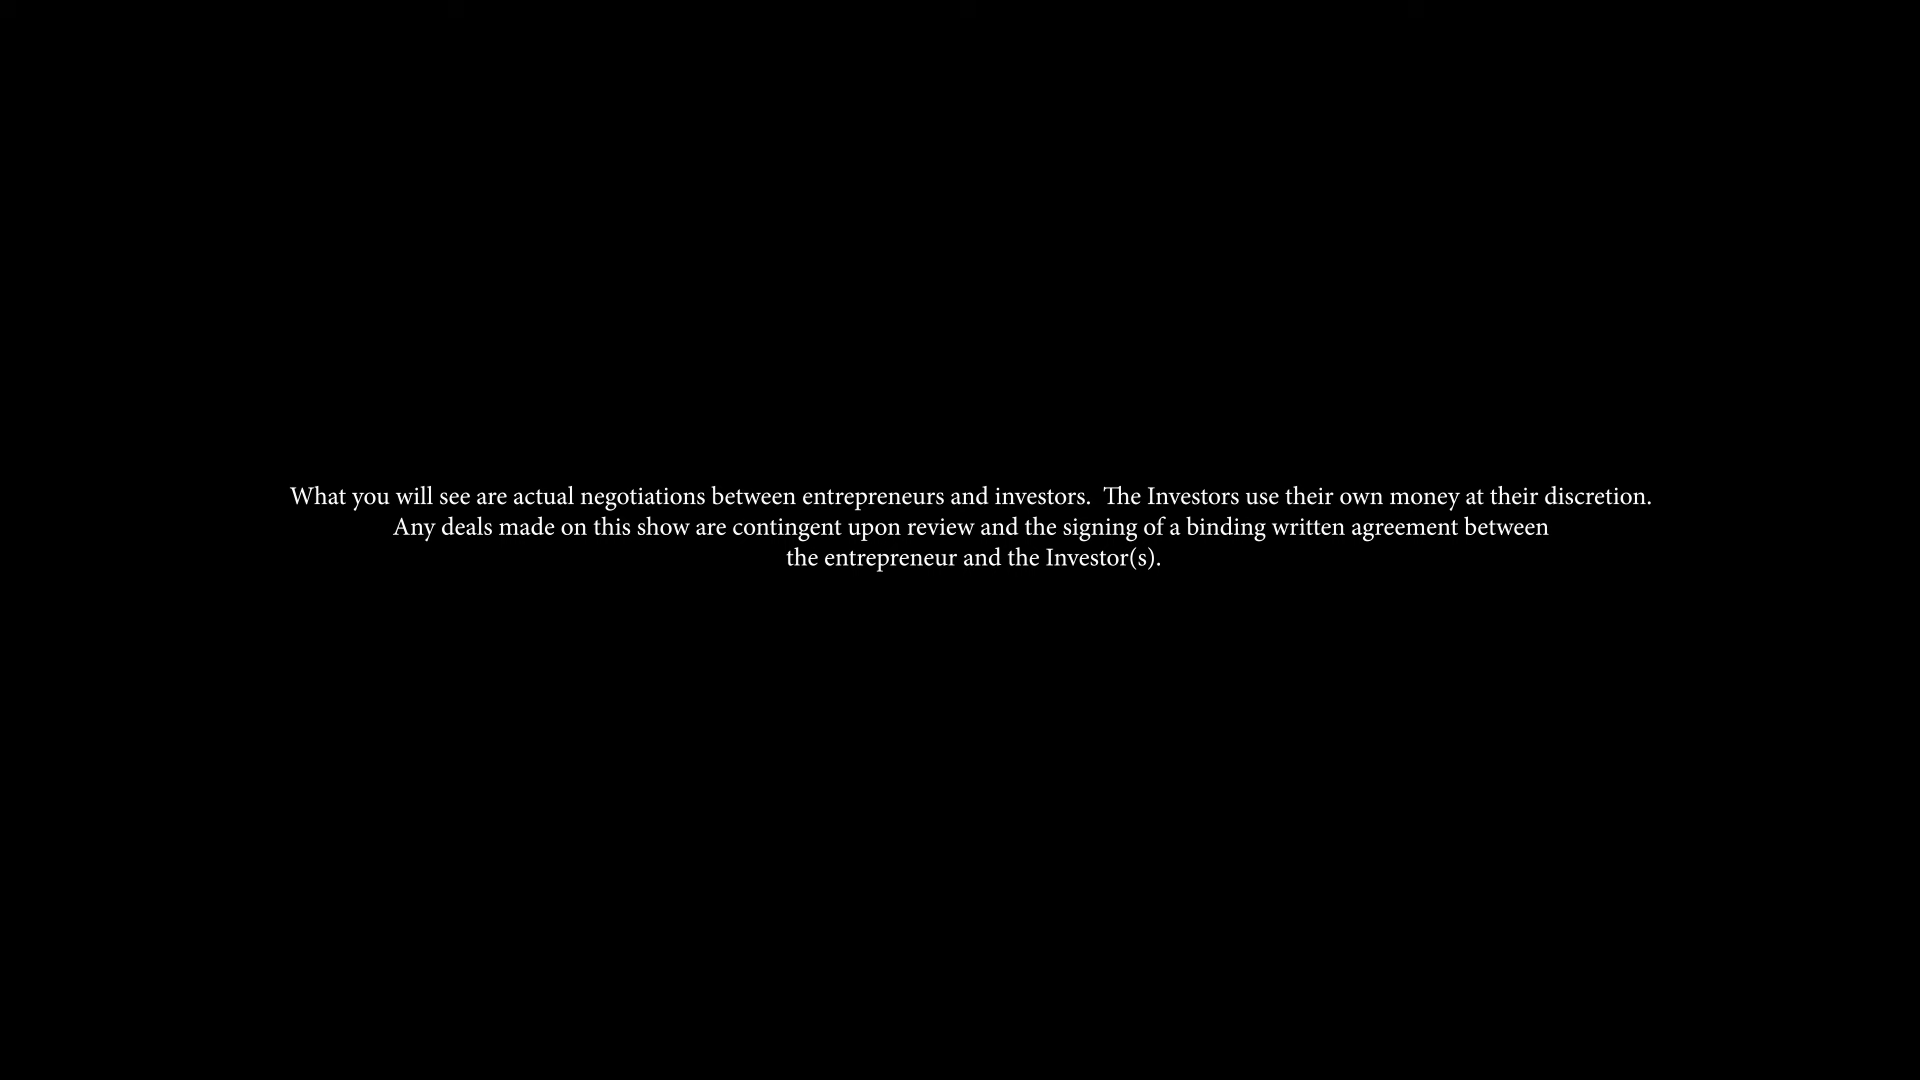 What you will see are actual negotiations between entrepreneurs and investors.  The Investors use their own money at their discretion.
Any deals made on this show are contingent upon review and the signing of a binding written agreement between
the entrepreneur and the Investor(s).